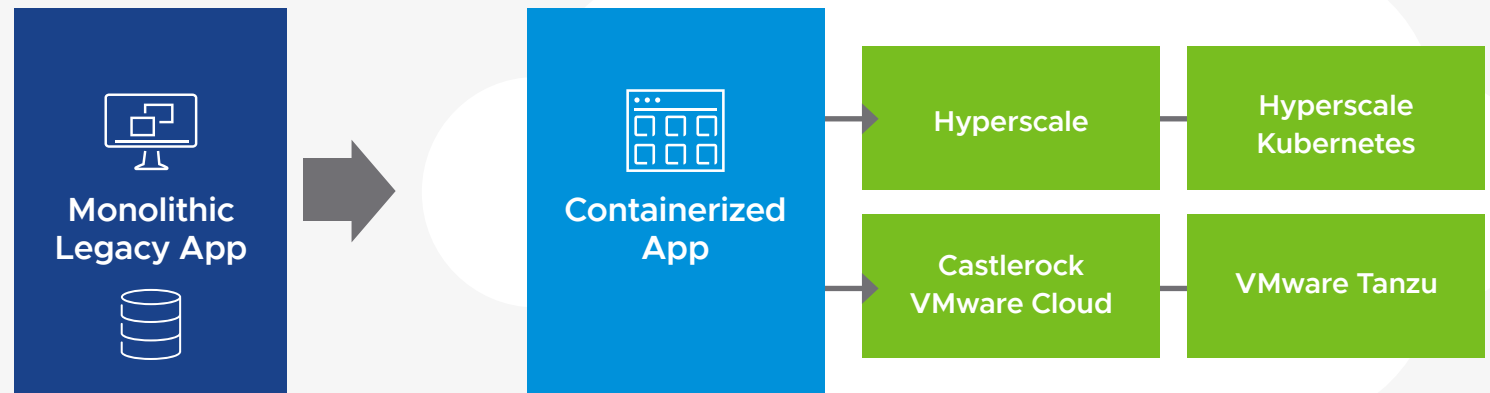 Monolithic
Legacy App
Containerized
App
Hyperscale
Hyperscale
Kubernetes
Castlerock
VMware Cloud
VMware Tanzu